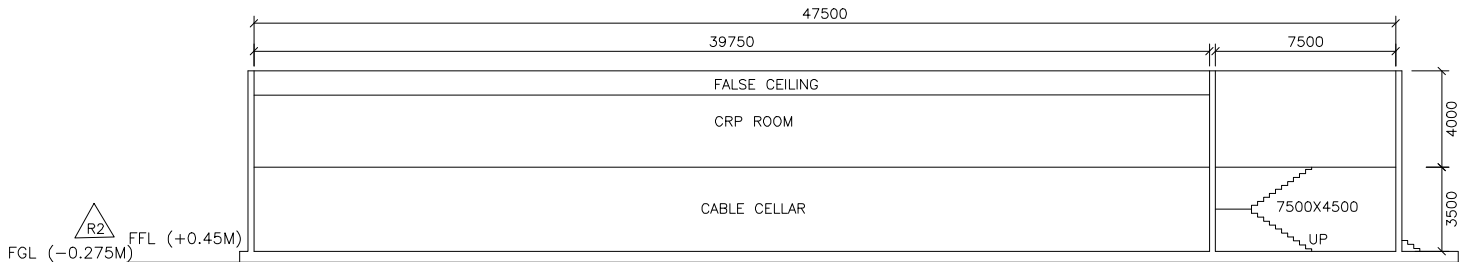 47500
39750
7500
FALSE CEILING
CRP ROOM
4000
CABLE CELLAR
7500X4500
3500
R2
FFL (+0.45M)
UP
FGL (-0.275M)